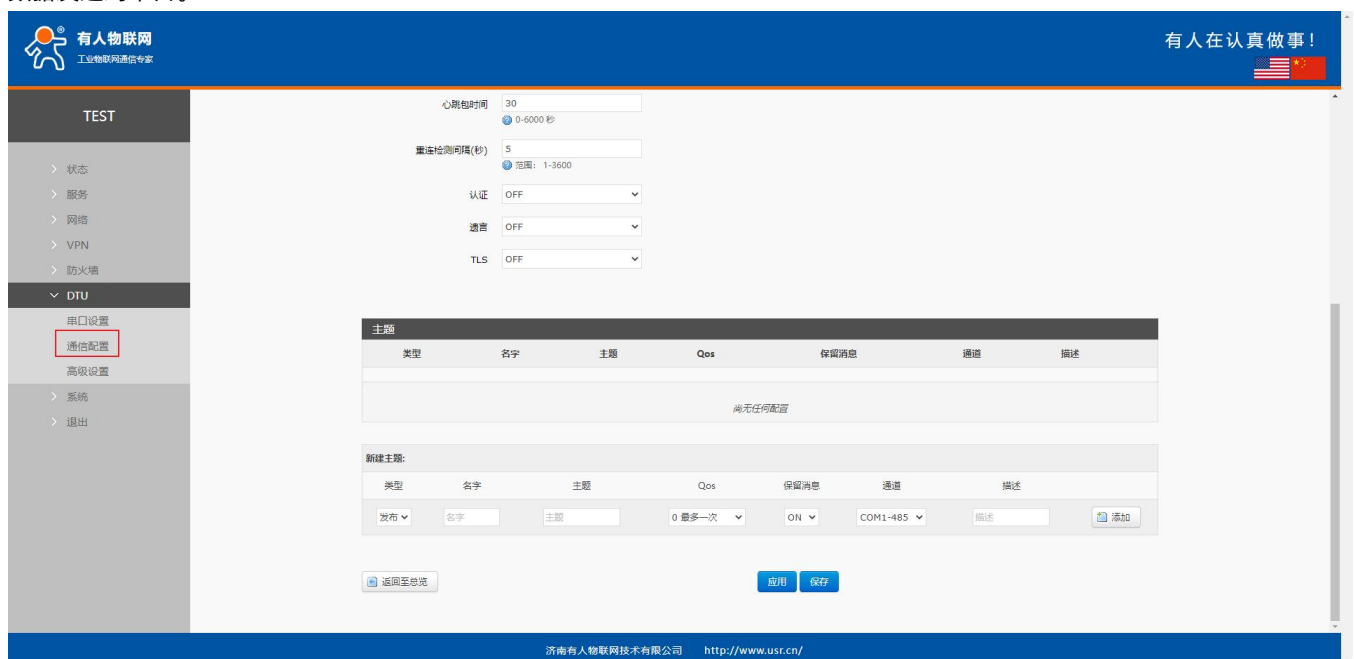 有人物联网
工业物联网通信专家
有人在认真做事!
TEST
状态
服务
网络
VPN
防火墙
DTU
串口设置
通信配置
高级设置
系统
退出
心跳包时间 30
0-6000 秒
重连检测间隔(秒) 5
范围: 1-3600
认证 OFF
遗言 OFF
TLS OFF
主题
类型 名字 主题 Qos 保留消息 通道 描述
尚无任何配置
新建主题:
类型 名字 主题 Qos 保留消息 通道 描述
发布 名字 主题 0 最多一次 ON COM1-485 描述 添加
返回至总览 应用 保存
济南有人物联网技术有限公司 http://www.usr.cn/